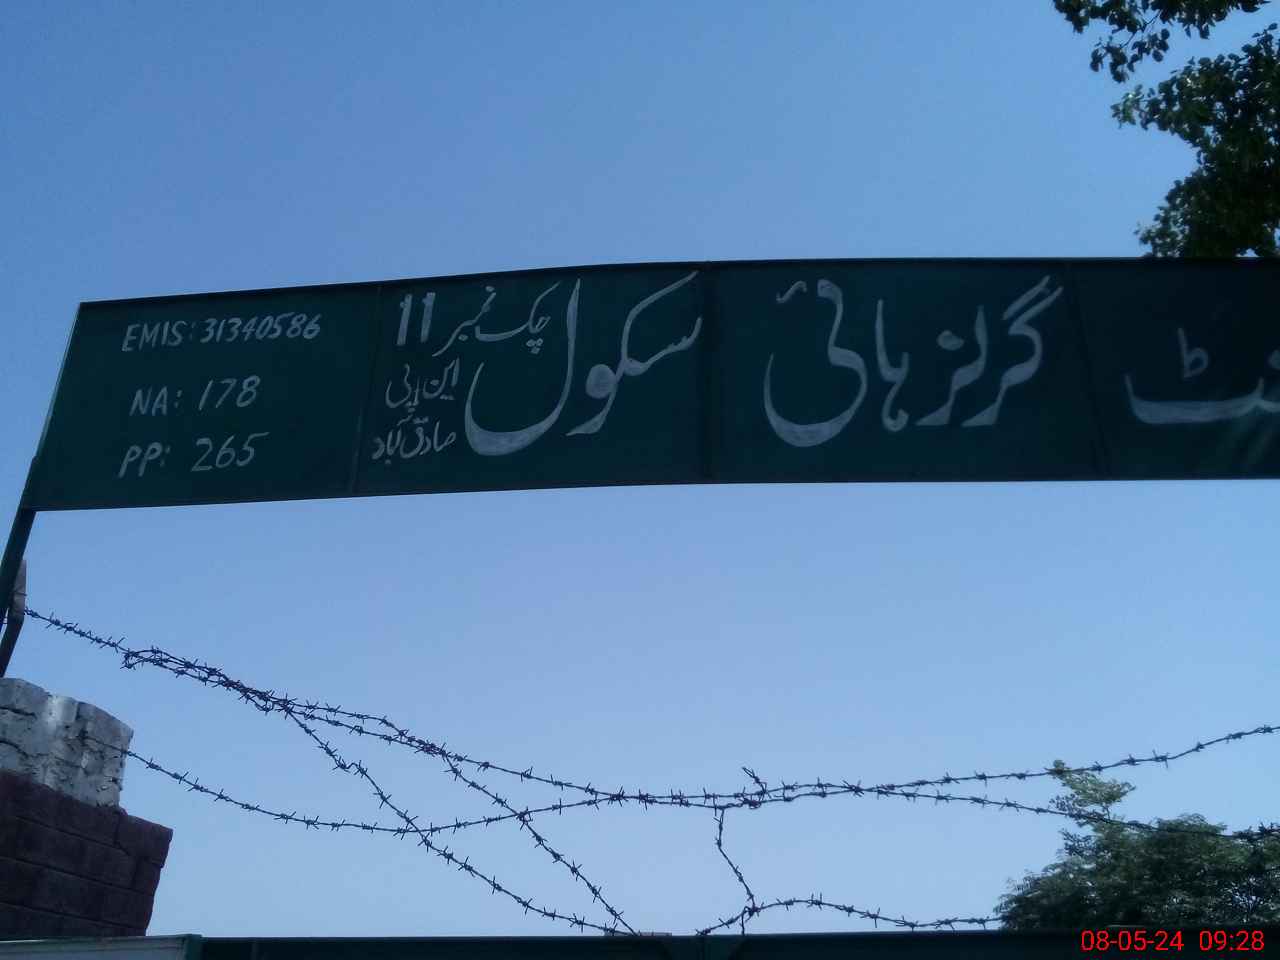 گرلز ہائی سکول
چک نمبر 11
این پی
صادق آباد
EMIS: 31340586
NA: 178
PP: 265
08-05-24 09:28